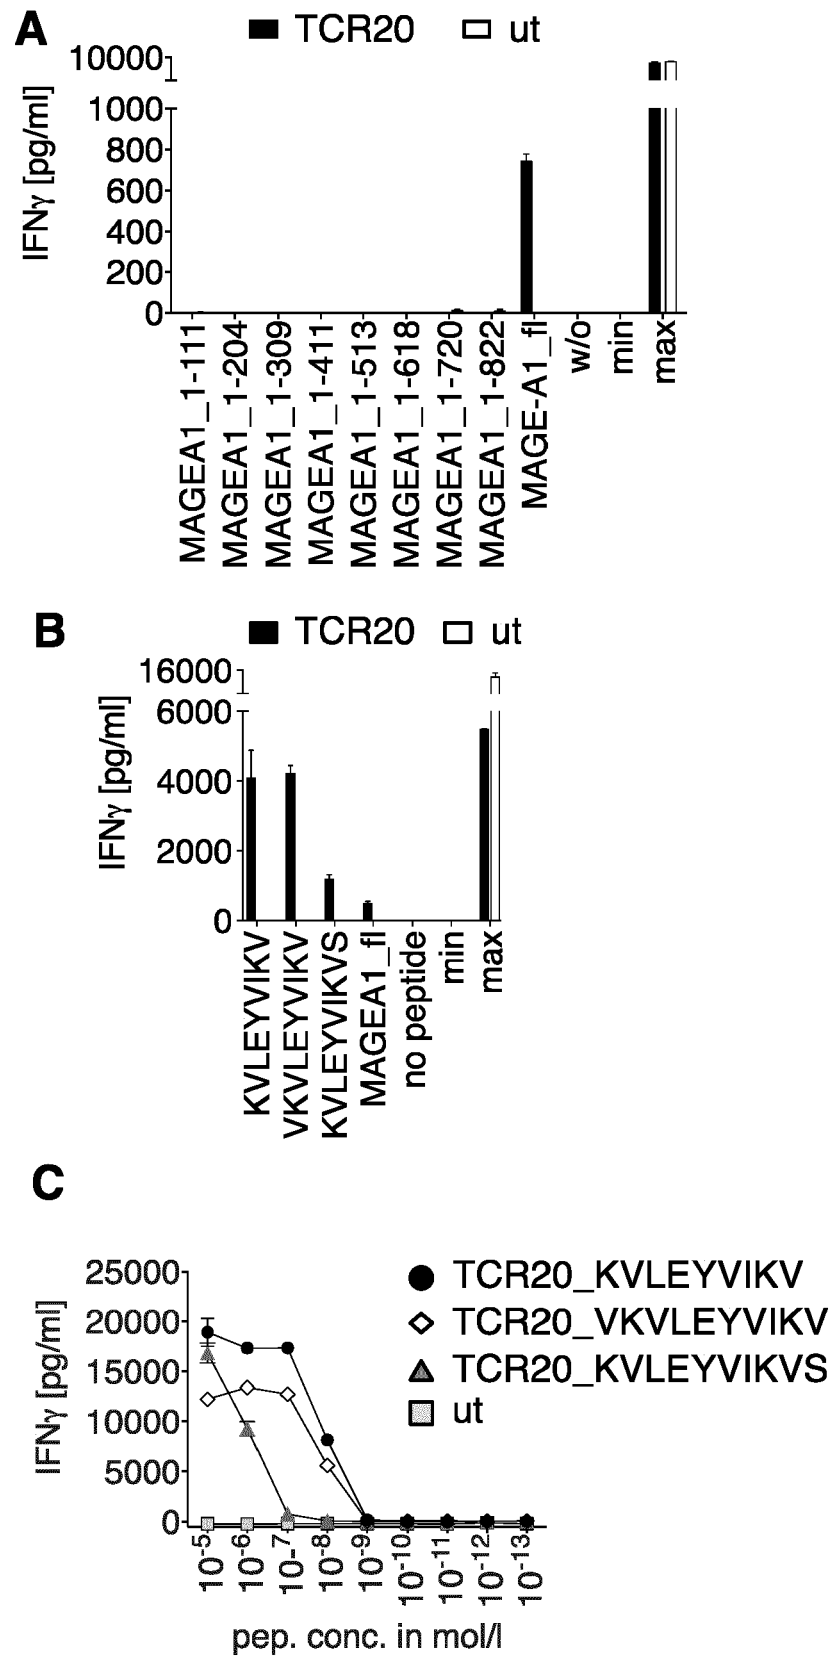 A
TCR20 ut
10000
1000
800
600
400
200
0
IFNγ [pg/ml]
MAGEA1_1-111
MAGEA1_1-204
MAGEA1_1-309
MAGEA1_1-411
MAGEA1_1-513
MAGEA1_1-618
MAGEA1_1-720
MAGEA1_1-822
MAGE-A1_fl
w/o
min
max
B
TCR20 ut
16000
6000
4000
2000
0
IFNγ [pg/ml]
KVLEYVIKV
VKVLEYVIKV
KVLEYVIKVS
MAGEA1_fl
no peptide
min
max
C
25000
20000
15000
10000
5000
0
IFNγ [pg/ml]
TCR20_KVLEYVIKV
TCR20_VKVLEYVIKV
TCR20_KVLEYVIKVS
ut
10-5
10-6
10-7
10-8
10-9
10-10
10-11
10-12
10-13
pep. conc. in mol/l